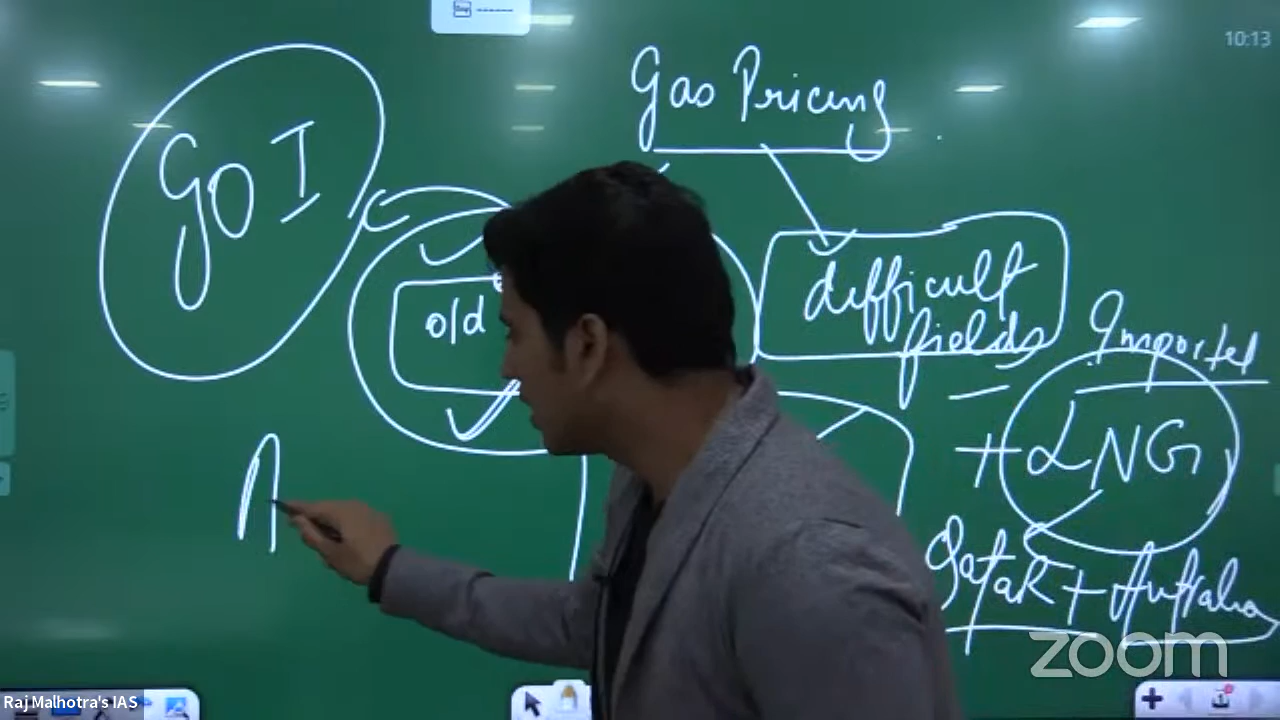 10:13
Gas Pricing
GOI
old
difficult
fields
Imported
+ LNG
Qatar + Australia
A
zoom
Raj Malhotra's IAS